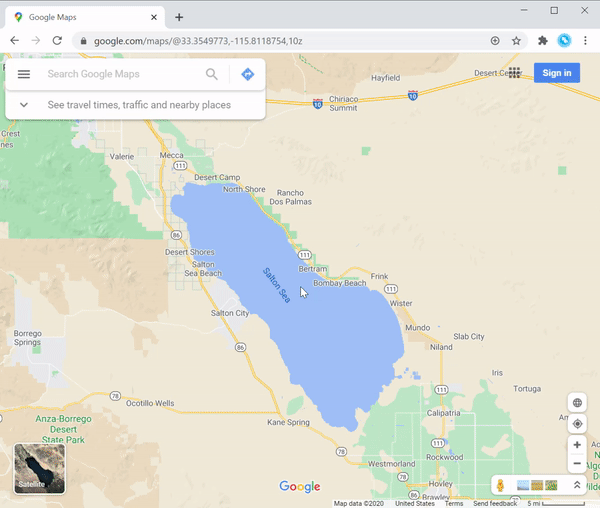 Google Maps
google.com/maps/@33.3549773,-115.8118754,10z
Search Google Maps
Sign in
See travel times, traffic and nearby places
Hayfield
Desert Center
10
10
Chiriaco
Summit
Crest
Valerie
Mecca
111
Desert Camp
North Shore
Rancho
Dos Palmas
86
Desert Shores
Salton
Sea Beach
111
Bertram
Salton Sea
Bombay Beach
Frink
111
Wister
Salton City
Mundo
Slab City
Niland
Borrego
Springs
86
Iris
Tortuga
78
111
Ocotillo Wells
Calipatria
Anza-Borrego
Desert
State Park
Kane Spring
78
Westmorland
Rockwood
Hovley
Brawley
Satellite
Google
Map data ©2020
United States
Terms
Send feedback
5 mi